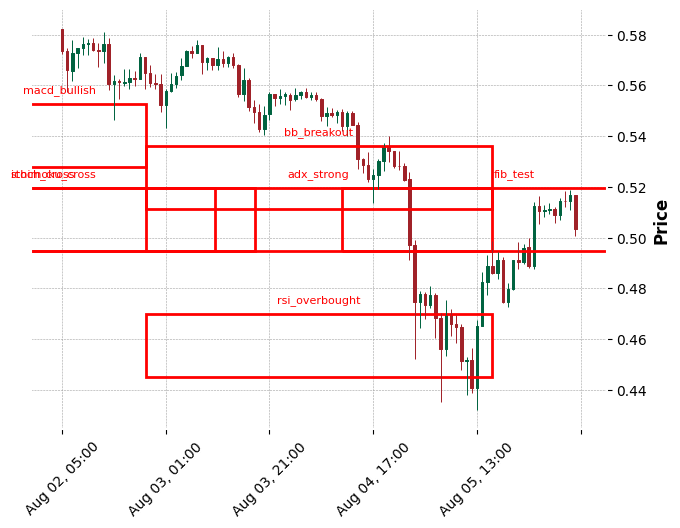 0.58
0.56
macd_bullish
0.54
bb_breakout
ichimoku_cross
adx_strong
fib_test
0.52
Price
0.50
0.48
rsi_overbought
0.46
0.44
Aug 02, 05:00
Aug 03, 01:00
Aug 03, 21:00
Aug 04, 17:00
Aug 05, 13:00